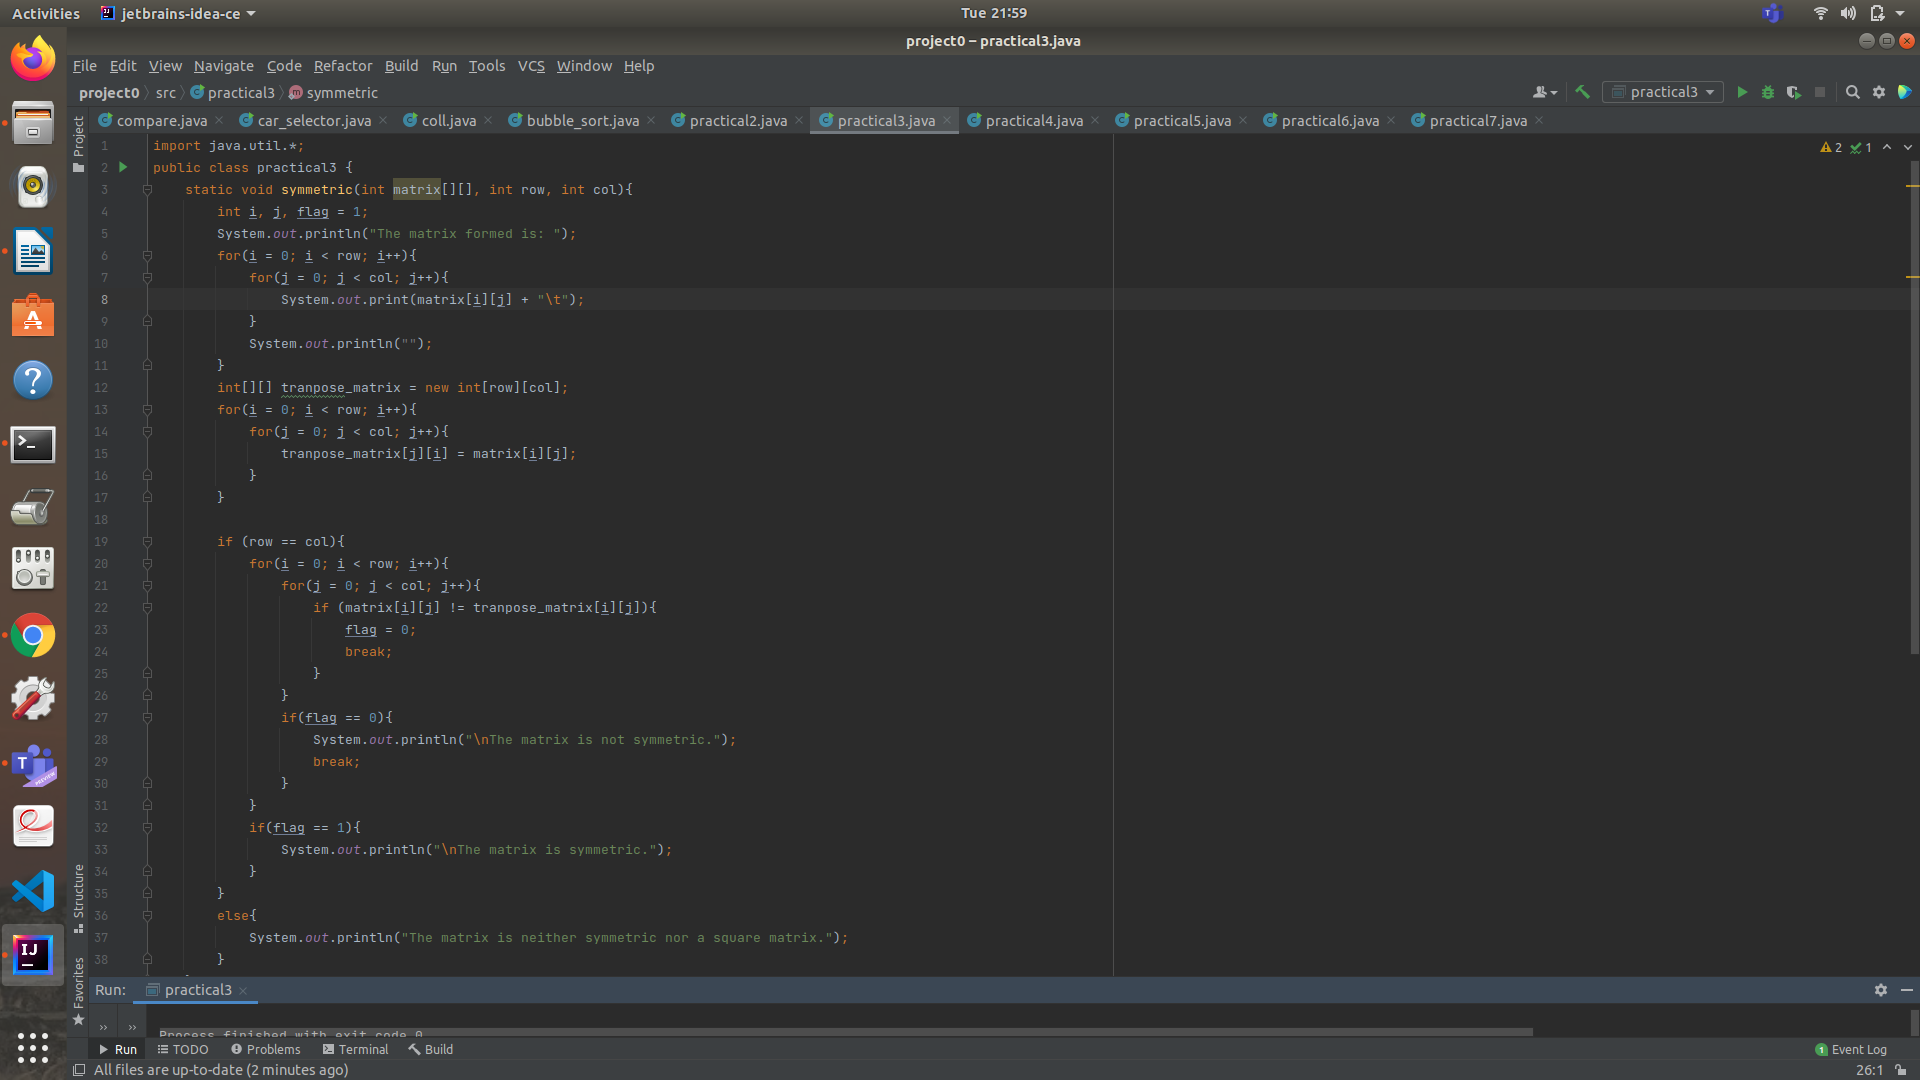 Activities jetbrains-idea-ce Tue 21:59
project0 – practical3.java
File Edit View Navigate Code Refactor Build Run Tools VCS Window Help
project0 src practical3 symmetric practical3
compare.java car_selector.java coll.java bubble_sort.java practical2.java practical3.java practical4.java practical5.java practical6.java practical7.java
Project
2 1
1 import java.util.*;
2 public class practical3 {
3 static void symmetric(int matrix[][], int row, int col){
4 int i, j, flag = 1;
5 System.out.println("The matrix formed is: ");
6 for(i = 0; i < row; i++){
7 for(j = 0; j < col; j++){
8 System.out.print(matrix[i][j] + "\t");
9 }
10 System.out.println("");
11 }
12 int[][] tranpose_matrix = new int[row][col];
13 for(i = 0; i < row; i++){
14 for(j = 0; j < col; j++){
15 tranpose_matrix[j][i] = matrix[i][j];
16 }
17 }
18
19 if (row == col){
20 for(i = 0; i < row; i++){
21 for(j = 0; j < col; j++){
22 if (matrix[i][j] != tranpose_matrix[i][j]){
23 flag = 0;
24 break;
25 }
26 }
27 if(flag == 0){
28 System.out.println("\nThe matrix is not symmetric.");
29 break;
30 }
31 }
32 if(flag == 1){
33 System.out.println("\nThe matrix is symmetric.");
34 }
35 }
36 else{
37 System.out.println("The matrix is neither symmetric nor a square matrix.");
38 }
Structure
Favorites
Run: practical3
Process finished with exit code 0
Run TODO Problems Terminal Build 1 Event Log
All files are up-to-date (2 minutes ago) 26:1